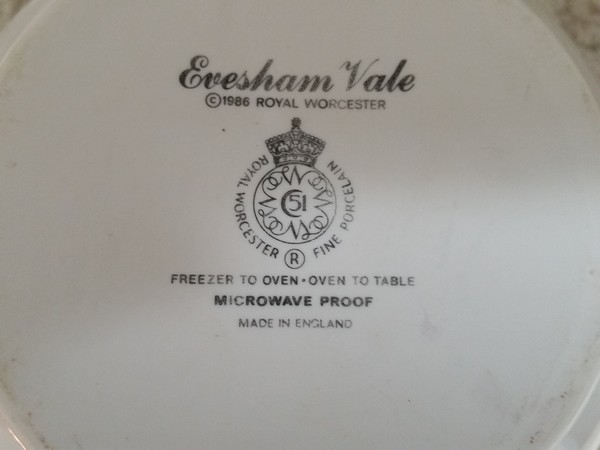 Evesham Vale
©1986 ROYAL WORCESTER
ROYAL WORCESTER FINE PORCELAIN
51
R
FREEZER TO OVEN•OVEN TO TABLE
MICROWAVE PROOF
MADE IN ENGLAND